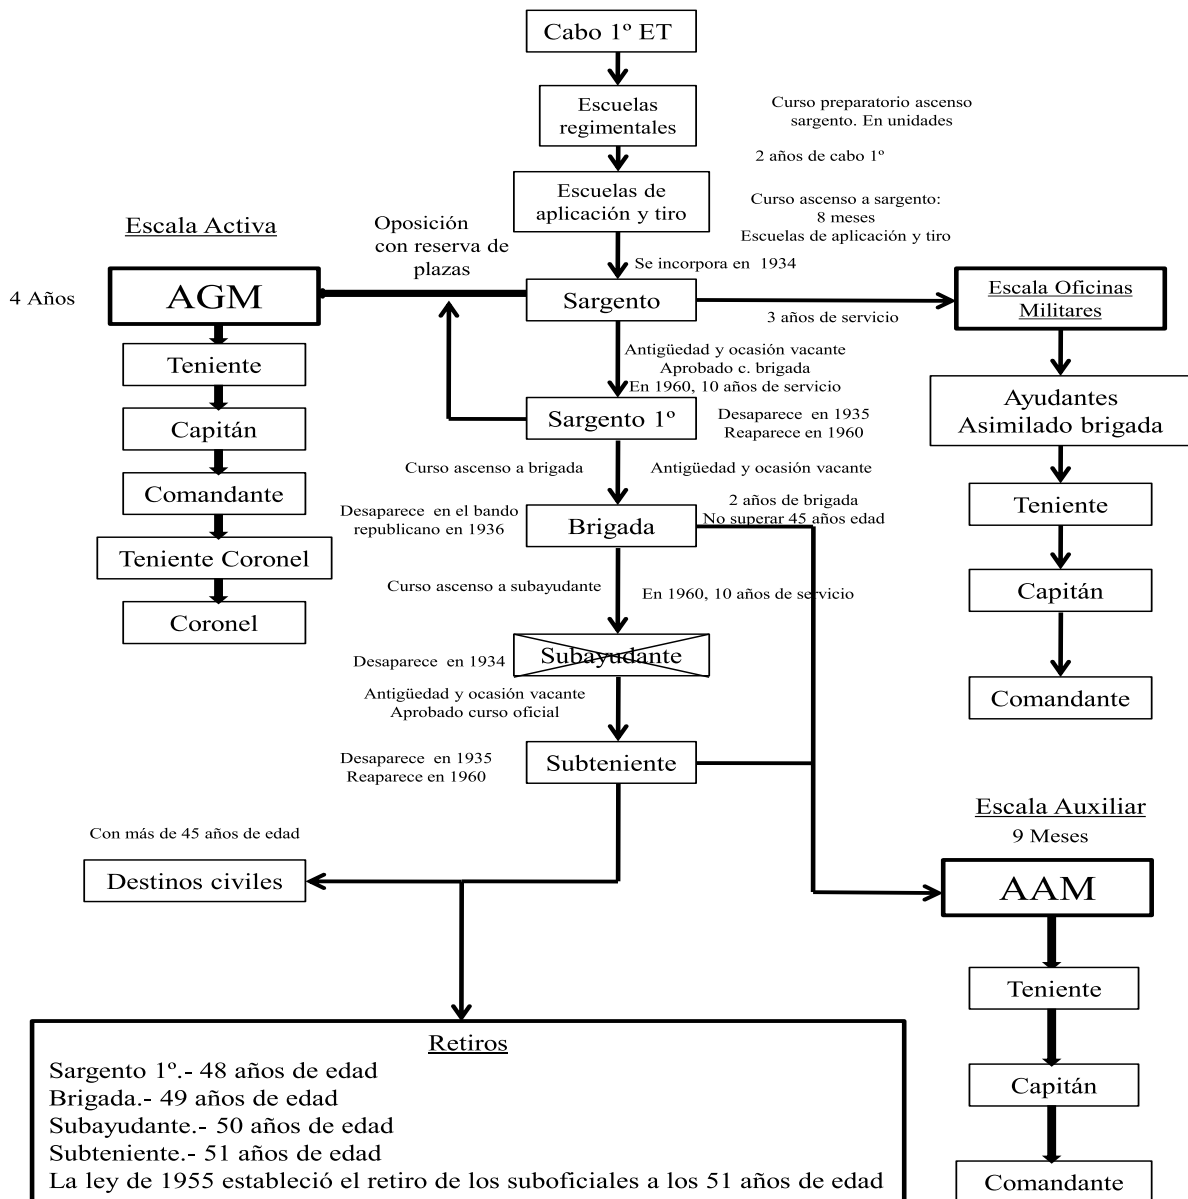 Cabo 1º ET
Escuelas
regimentales
Curso preparatorio ascenso
sargento. En unidades
2 años de cabo 1º
Escuelas de
aplicación y tiro
Curso ascenso a sargento:
8 meses
Escuelas de aplicación y tiro
Escala Activa
Oposición
con reserva de
plazas
Se incorpora en 1934
4 Años
AGM
Sargento
3 años de servicio
Escala Oficinas
Militares
Teniente
Capitán
Comandante
Teniente Coronel
Coronel
Antigüedad y ocasión vacante
Aprobado c. brigada
En 1960, 10 años de servicio
Sargento 1º
Desaparece en 1935
Reaparece en 1960
Ayudantes
Asimilado brigada
Teniente
Capitán
Comandante
Curso ascenso a brigada
Antigüedad y ocasión vacante
2 años de brigada
No superar 45 años edad
Desaparece en el bando
republicano en 1936
Brigada
Curso ascenso a subayudante
En 1960, 10 años de servicio
Desaparece en 1934
Subayudante
Antigüedad y ocasión vacante
Aprobado curso oficial
Desaparece en 1935
Reaparece en 1960
Subteniente
Con más de 45 años de edad
Destinos civiles
Escala Auxiliar
9 Meses
AAM
Teniente
Capitán
Comandante
Retiros
Sargento 1º.- 48 años de edad
Brigada.- 49 años de edad
Subayudante.- 50 años de edad
Subteniente.- 51 años de edad
La ley de 1955 estableció el retiro de los suboficiales a los 51 años de edad